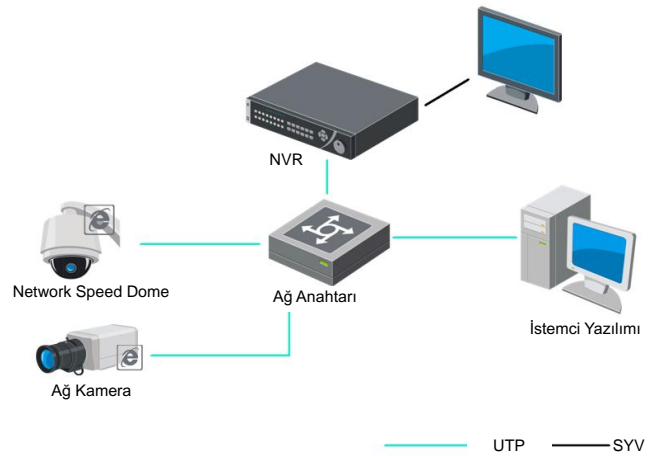 NVR
Network Speed Dome
Ağ Anahtarı
İstemci Yazılımı
Ağ Kamera
UTP
SYV